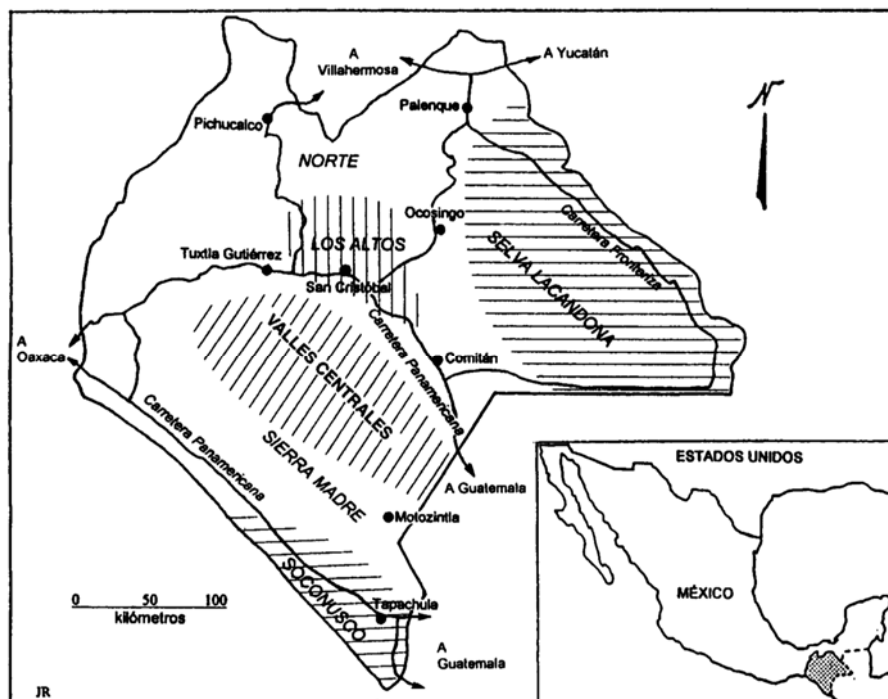 A
Villahermosa
A Yucatán
N
Palenque
Pichucalco
NORTE
Ocosingo
LOS ALTOS
Carretera Fronteriza
Tuxtla Gutiérrez
San Cristóbal
SELVA LACANDONA
VALLES CENTRALES
Carretera Panamericana
Comitán
A
Oaxaca
Carretera Panamericana
SIERRA MADRE
A Guatemala
Motozintla
SOCONUSCO
Tapachula
A
Guatemala
0 50 100
kilómetros
JR
ESTADOS UNIDOS
MÉXICO